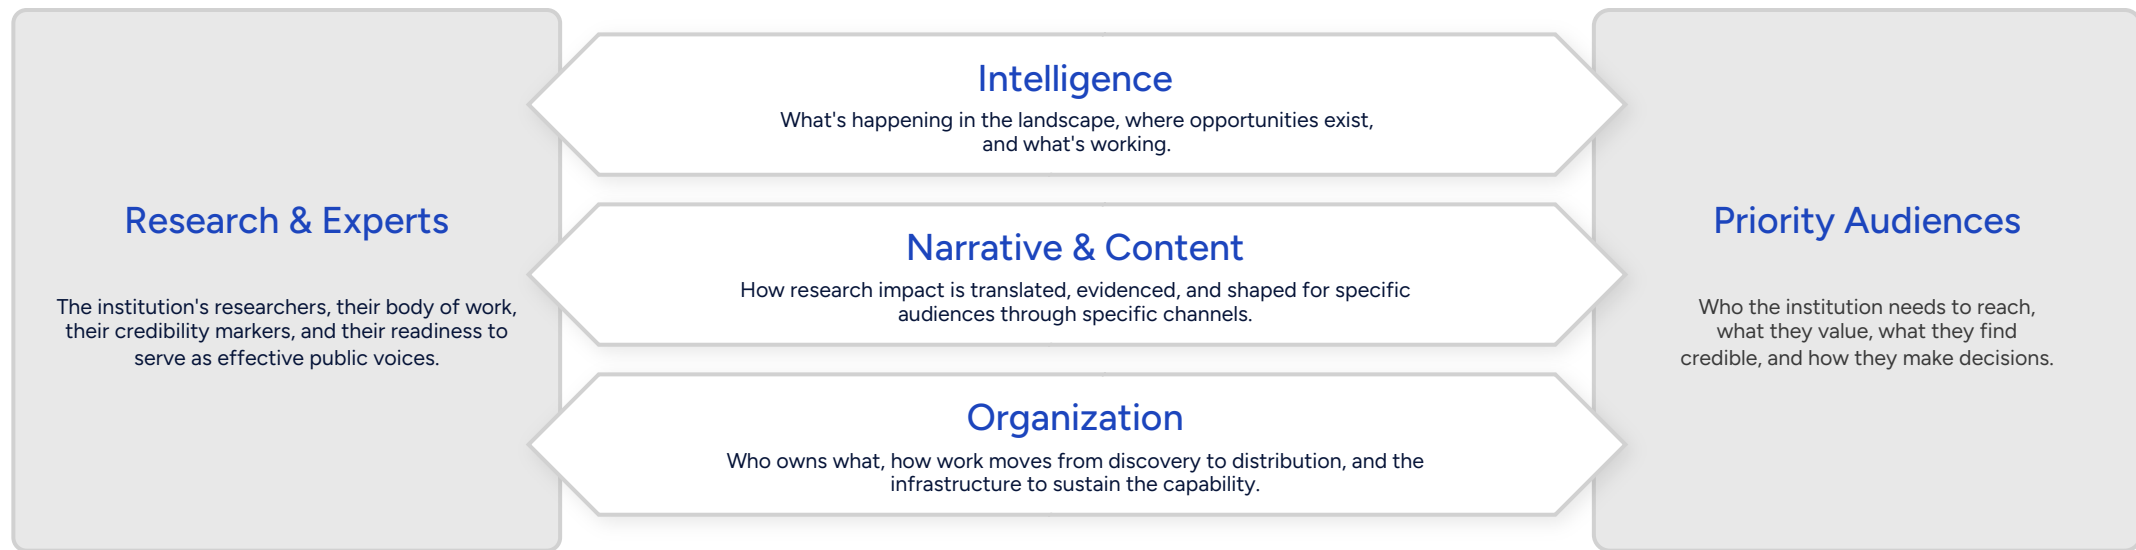 Research & Experts
The institution's researchers, their body of work,
their credibility markers, and their readiness to
serve as effective public voices.
Intelligence
What's happening in the landscape, where opportunities exist,
and what's working.
Narrative & Content
How research impact is translated, evidenced, and shaped for specific
audiences through specific channels.
Organization
Who owns what, how work moves from discovery to distribution, and the
infrastructure to sustain the capability.
Priority Audiences
Who the institution needs to reach,
what they value, what they find
credible, and how they make decisions.